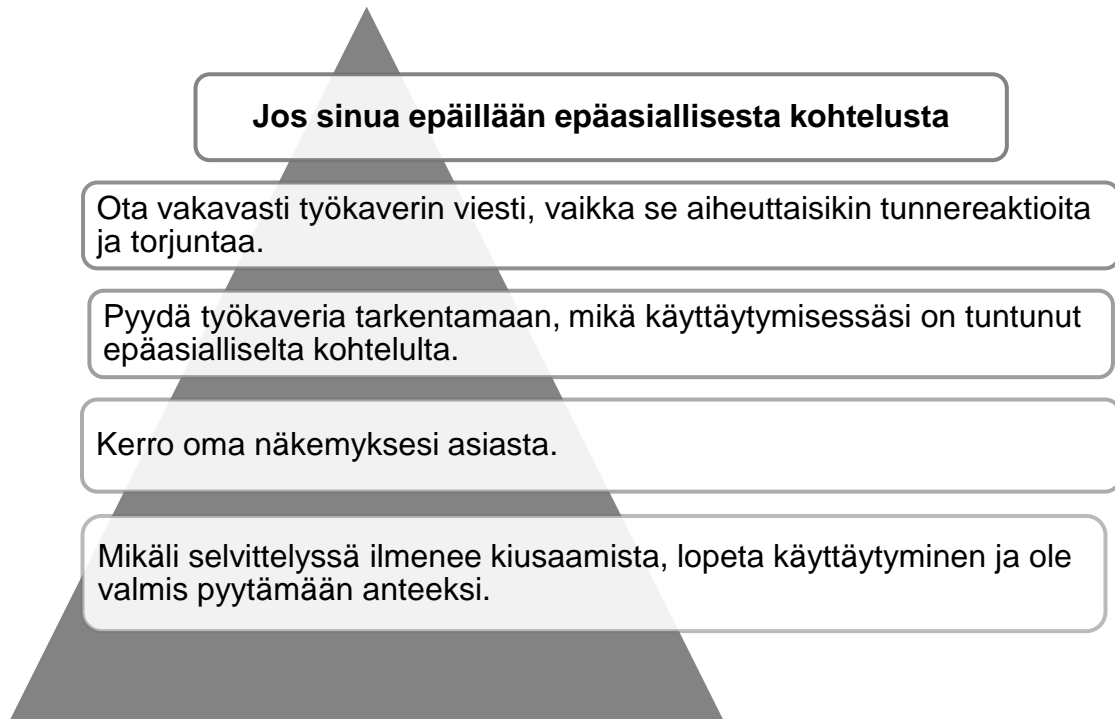 Jos sinua epäillään epäasiallisesta kohtelusta
Ota vakavasti työkaverin viesti, vaikka se aiheuttaisikin tunnereaktioita
ja torjuntaa.
Pyydä työkaveria tarkentamaan, mikä käyttäytymisessäsi on tuntunut
epäasialliselta kohtelulta.
Kerro oma näkemyksesi asiasta.
Mikäli selvittelyssä ilmenee kiusaamista, lopeta käyttäytyminen ja ole
valmis pyytämään anteeksi.